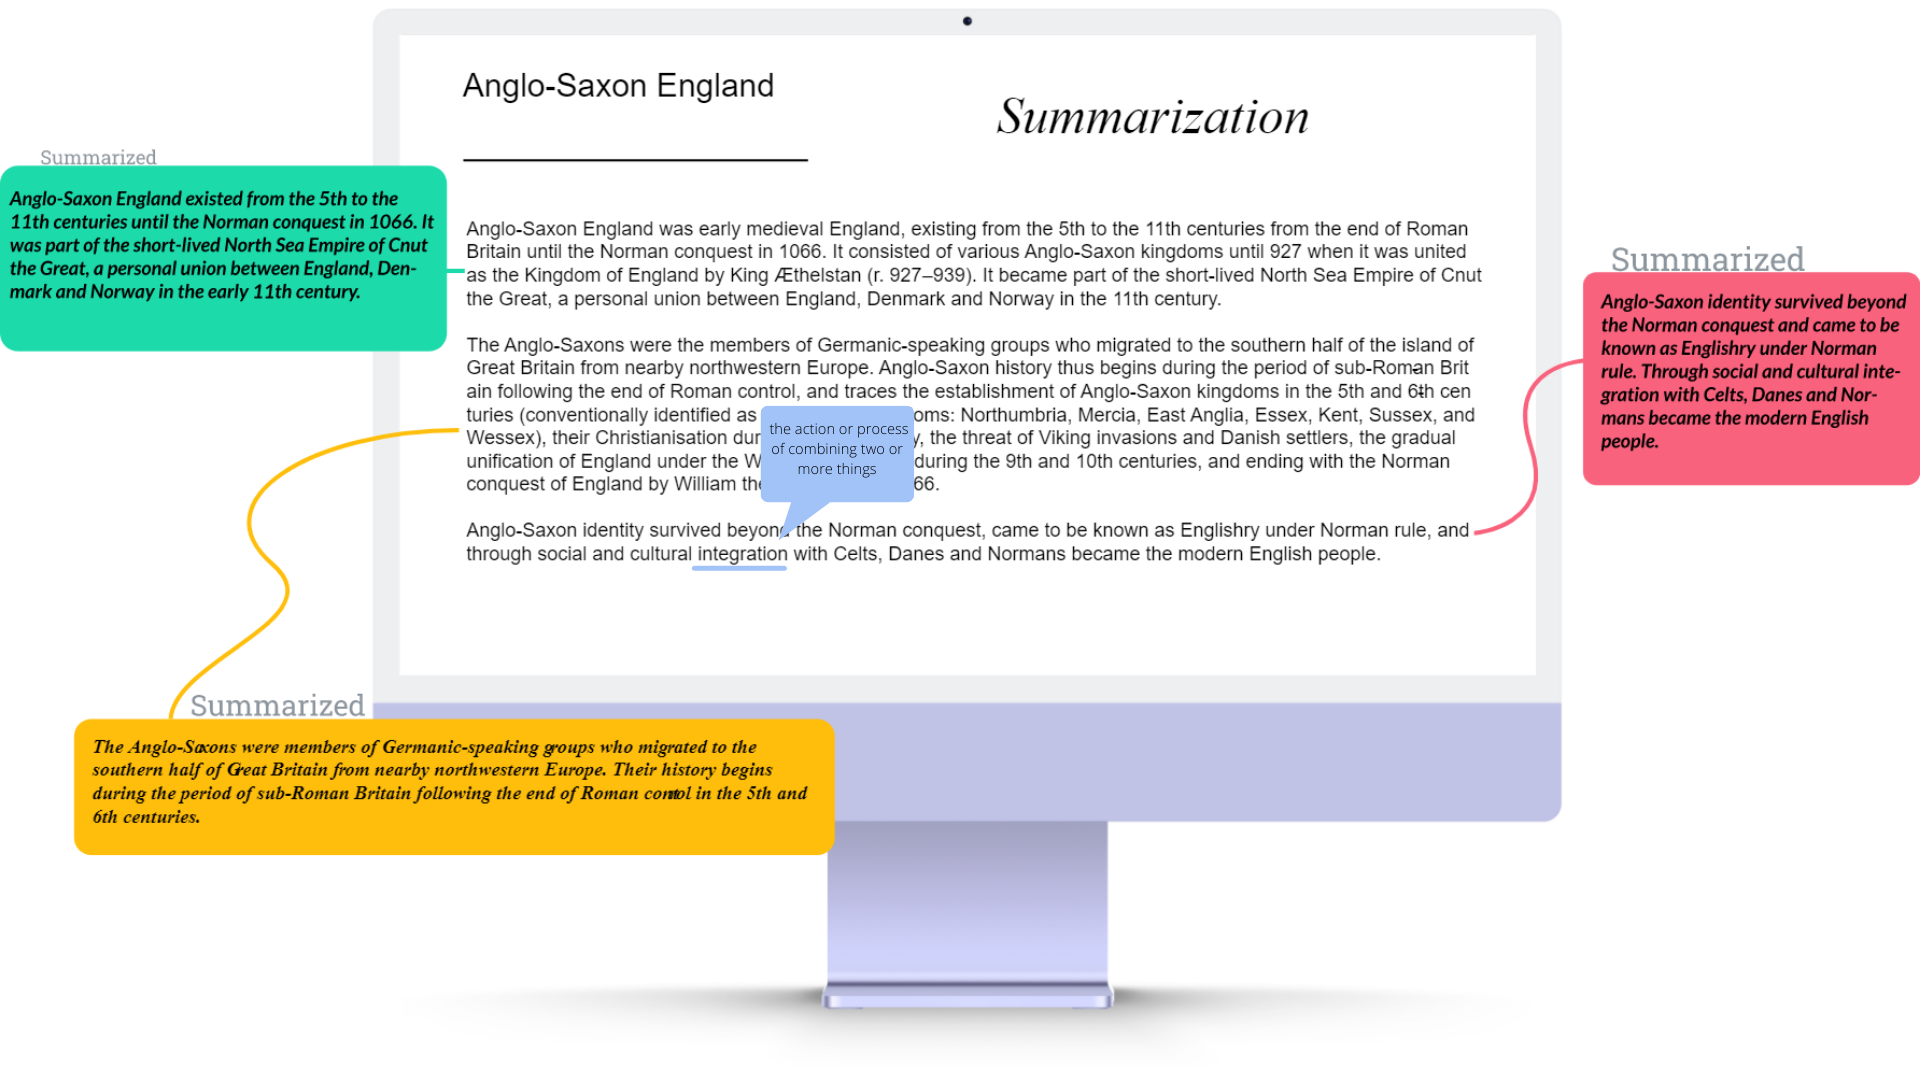 Anglo-Saxon England
Summarization
Summarized
Anglo-Saxon England existed from the 5th to the
11th centuries until the Norman conquest in 1066. It
was part of the short-lived North Sea Empire of Cnut
the Great, a personal union between England, Den-
mark and Norway in the early 11th century.
Anglo-Saxon England was early medieval England, existing from the 5th to the 11th centuries from the end of Roman
Britain until the Norman conquest in 1066. It consisted of various Anglo-Saxon kingdoms until 927 when it was united
as the Kingdom of England by King Æthelstan (r. 927–939). It became part of the short-lived North Sea Empire of Cnut
the Great, a personal union between England, Denmark and Norway in the 11th century.
The Anglo-Saxons were the members of Germanic-speaking groups who migrated to the southern half of the island of
Great Britain from nearby northwestern Europe. Anglo-Saxon history thus begins during the period of sub-Roman Brit
ain following the end of Roman control, and traces the establishment of Anglo-Saxon kingdoms in the 5th and 6th cen
turies (conventionally identified as oms: Northumbria, Mercia, East Anglia, Essex, Kent, Sussex, and
Wessex), their Christianisation dur y, the threat of Viking invasions and Danish settlers, the gradual
unification of England under the W during the 9th and 10th centuries, and ending with the Norman
conquest of England by William the 66.
the action or process
of combining two or
more things
Anglo-Saxon identity survived beyond the Norman conquest, came to be known as Englishry under Norman rule, and
through social and cultural integration with Celts, Danes and Normans became the modern English people.
Summarized
Anglo-Saxon identity survived beyond
the Norman conquest and came to be
known as Englishry under Norman
rule. Through social and cultural inte-
gration with Celts, Danes and Nor-
mans became the modern English
people.
Summarized
The Anglo-Saxons were members of Germanic-speaking groups who migrated to the
southern half of Great Britain from nearby northwestern Europe. Their history begins
during the period of sub-Roman Britain following the end of Roman control in the 5th and
6th centuries.